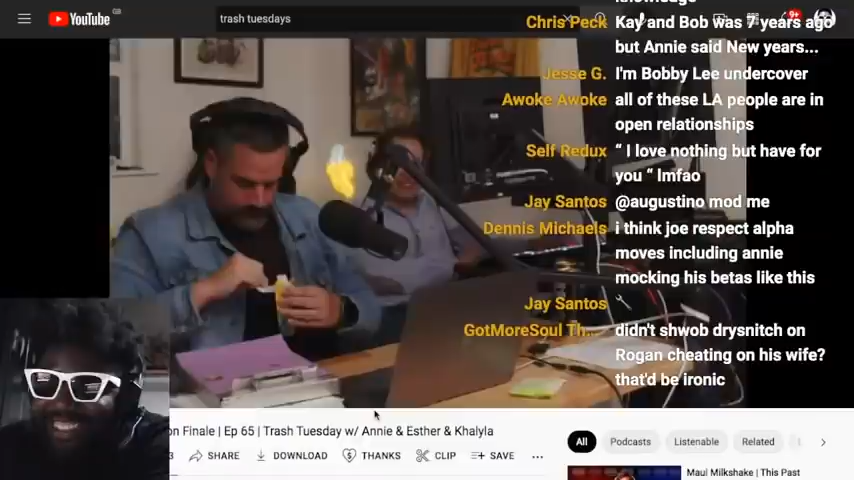 knowledge
YouTube GB
trash tuesdays
9+
Chris Peck Kay and Bob was 7 years ago
but Annie said New years...
Jesse G. I'm Bobby Lee undercover
Awoke Awoke all of these LA people are in
open relationships
Self Redux “ I love nothing but have for
you “ lmfao
Jay Santos @augustino mod me
Dennis Michaels i think joe respect alpha
moves including annie
mocking his betas like this
Jay Santos
GotMoreSoul Th... didn't shwob drysnitch on
Rogan cheating on his wife?
that'd be ironic
on Finale | Ep 65 | Trash Tuesday w/ Annie & Esther & Khalyla
3 SHARE DOWNLOAD THANKS CLIP SAVE ...
All Podcasts Listenable Related
Maul Milkshake | This Past